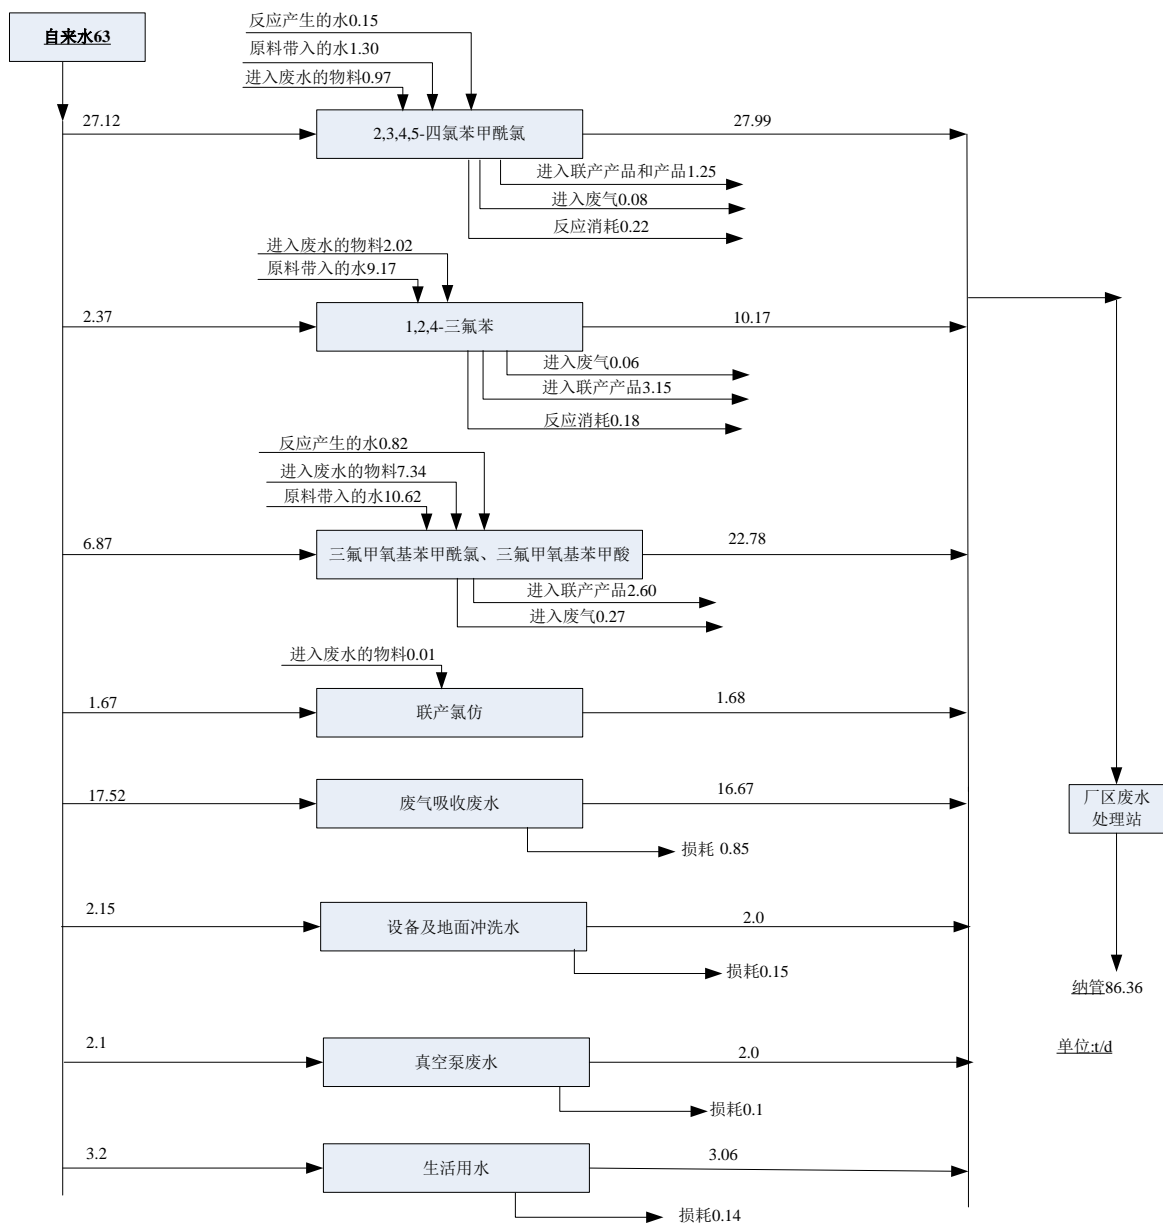 自来水63
反应产生的水0.15
原料带入的水1.30
进入废水的物料0.97
27.12
2,3,4,5-四氯苯甲酰氯
27.99
进入联产产品和产品1.25
进入废气0.08
反应消耗0.22
进入废水的物料2.02
原料带入的水9.17
2.37
1,2,4-三氟苯
10.17
进入废气0.06
进入联产产品3.15
反应消耗0.18
反应产生的水0.82
进入废水的物料7.34
原料带入的水10.62
6.87
三氟甲氧基苯甲酰氯、三氟甲氧基苯甲酸
22.78
进入联产产品2.60
进入废气0.27
进入废水的物料0.01
1.67
联产氯仿
1.68
17.52
废气吸收废水
16.67
损耗 0.85
厂区废水
处理站
2.15
设备及地面冲洗水
2.0
损耗0.15
纳管86.36
单位:t/d
2.1
真空泵废水
2.0
损耗0.1
3.2
生活用水
3.06
损耗0.14